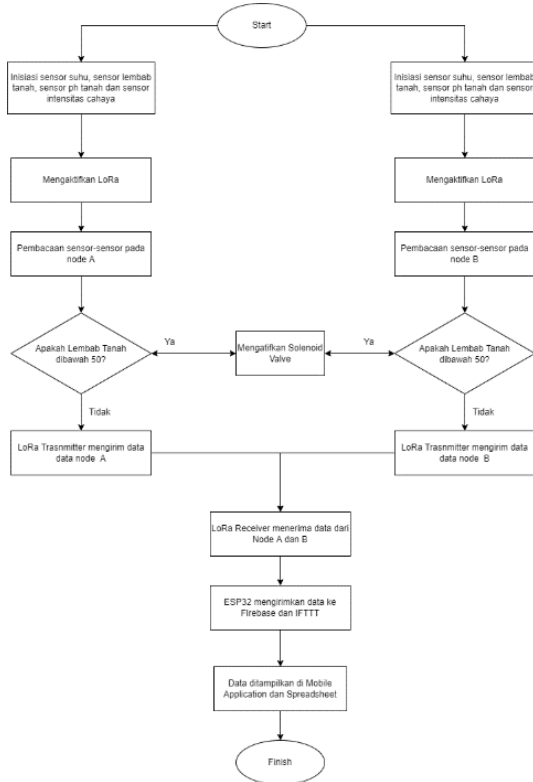 Start
Inisiasi sensor suhu, sensor lembab
tanah, sensor ph tanah dan sensor
intensitas cahaya
Inisiasi sensor suhu, sensor lembab
tanah, sensor ph tanah dan sensor
intensitas cahaya
Mengaktifkan LoRa
Mengaktifkan LoRa
Pembacaan sensor-sensor pada
node A
Pembacaan sensor-sensor pada
node B
Apakah Lembab Tanah
dibawah 50?
Ya
Mengatifkan Solenoid
Valve
Ya
Apakah Lembab Tanah
dibawah 50?
Tidak
Tidak
LoRa Trasnmitter mengirim data
data node A
LoRa Trasnmitter mengirim data
data node B
LoRa Receiver menerima data dari
Node A dan B
ESP32 mengirimkan data ke
FIrebase dan IFTTT
Data ditampilkan di Mobile
Application dan Spreadsheet
Finish